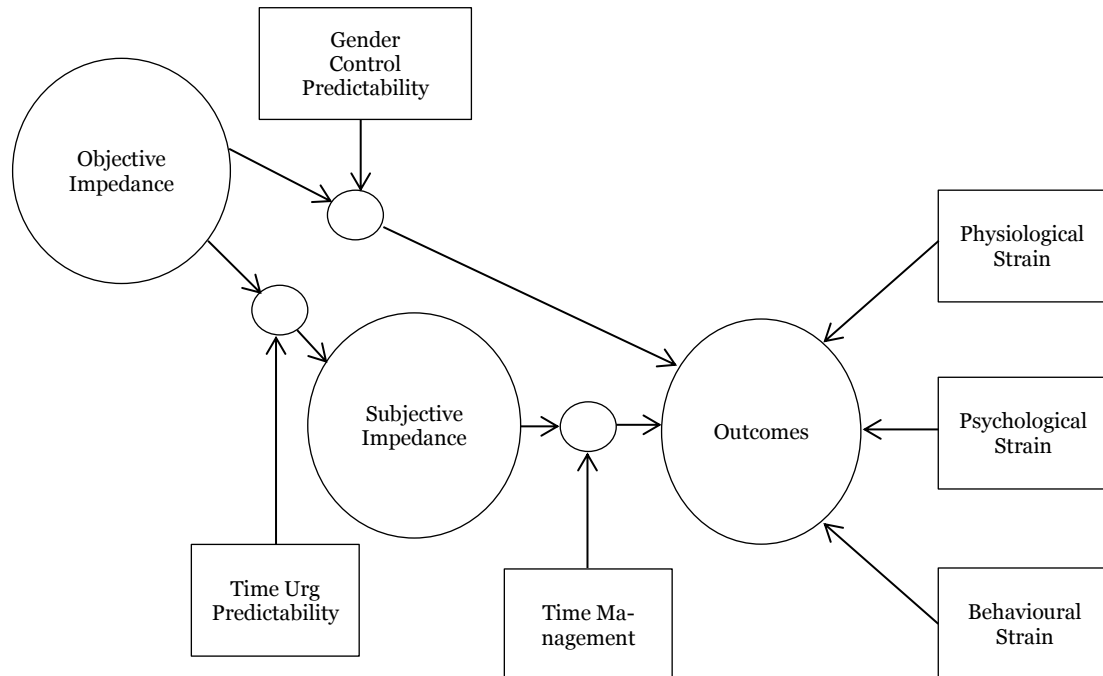 Gender
Control
Predictability
Objective
Impedance
Physiological
Strain
Subjective
Impedance
Outcomes
Psychological
Strain
Time Urg
Predictability
Time Ma-
nagement
Behavioural
Strain